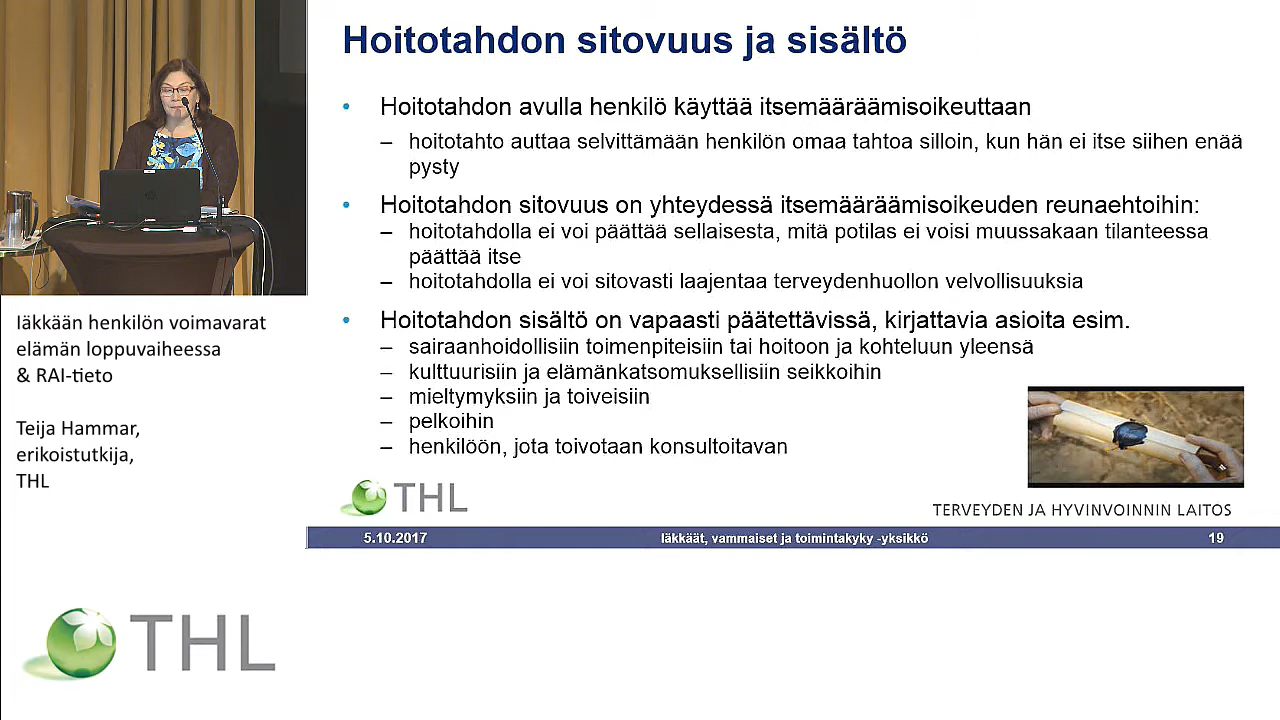 Hoitotahdon sitovuus ja sisältö
• Hoitotahdon avulla henkilö käyttää itsemääräämisoikeuttaan
– hoitotahto auttaa selvittämään henkilön omaa tahtoa silloin, kun hän ei itse siihen enää
pysty
• Hoitotahdon sitovuus on yhteydessä itsemääräämisoikeuden reunaehtoihin:
– hoitotahdolla ei voi päättää sellaisesta, mitä potilas ei voisi muussakaan tilanteessa
päättää itse
– hoitotahdolla ei voi sitovasti laajentaa terveydenhuollon velvollisuuksia
• Hoitotahdon sisältö on vapaasti päätettävissä, kirjattavia asioita esim.
– sairaanhoidollisiin toimenpiteisiin tai hoitoon ja kohteluun yleensä
– kulttuurisiin ja elämänkatsomuksellisiin seikkoihin
– mieltymyksiin ja toiveisiin
– pelkoihin
– henkilöön, jota toivotaan konsultoitavan
THL
TERVEYDEN JA HYVINVOINNIN LAITOS
5.10.2017 Iäkkäät, vammaiset ja toimintakyky -yksikkö 19
Iäkkään henkilön voimavarat
elämän loppuvaiheessa
& RAI-tieto
Teija Hammar,
erikoistutkija,
THL
THL